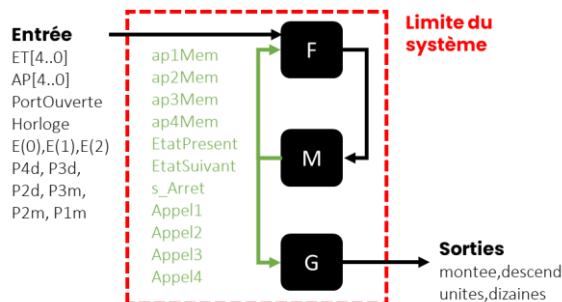 Entrée
ET[4..0]
AP[4..0]
PortOuverte
Horloge
E(0),E(1),E(2)
P4d, P3d,
P2d, P3m,
P2m, P1m
ap1Mem
ap2Mem
ap3Mem
ap4Mem
EtatPresent
EtatSuivant
s_Arret
Appel1
Appel2
Appel3
Appel4
F
M
G
Limite du
système
Sorties
montee,descend
unites,dizaines